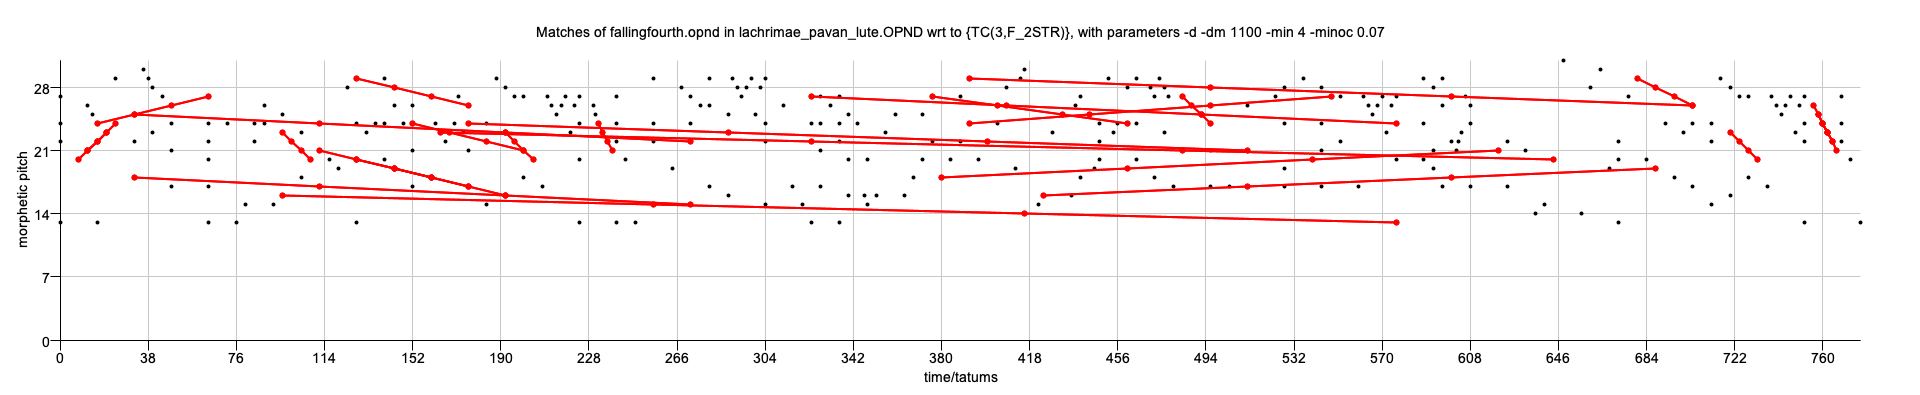 Matches of fallingfourth.opnd in lachrimae_pavan_lute.OPND wrt to {TC(3,F_2STR)}, with parameters -d -dm 1100 -min 4 -minoc 0.07
morphetic pitch
28
21
14
7
0
0 38 76 114 152 190 228 266 304 342 380 418 456 494 532 570 608 646 684 722 760
time/tatums